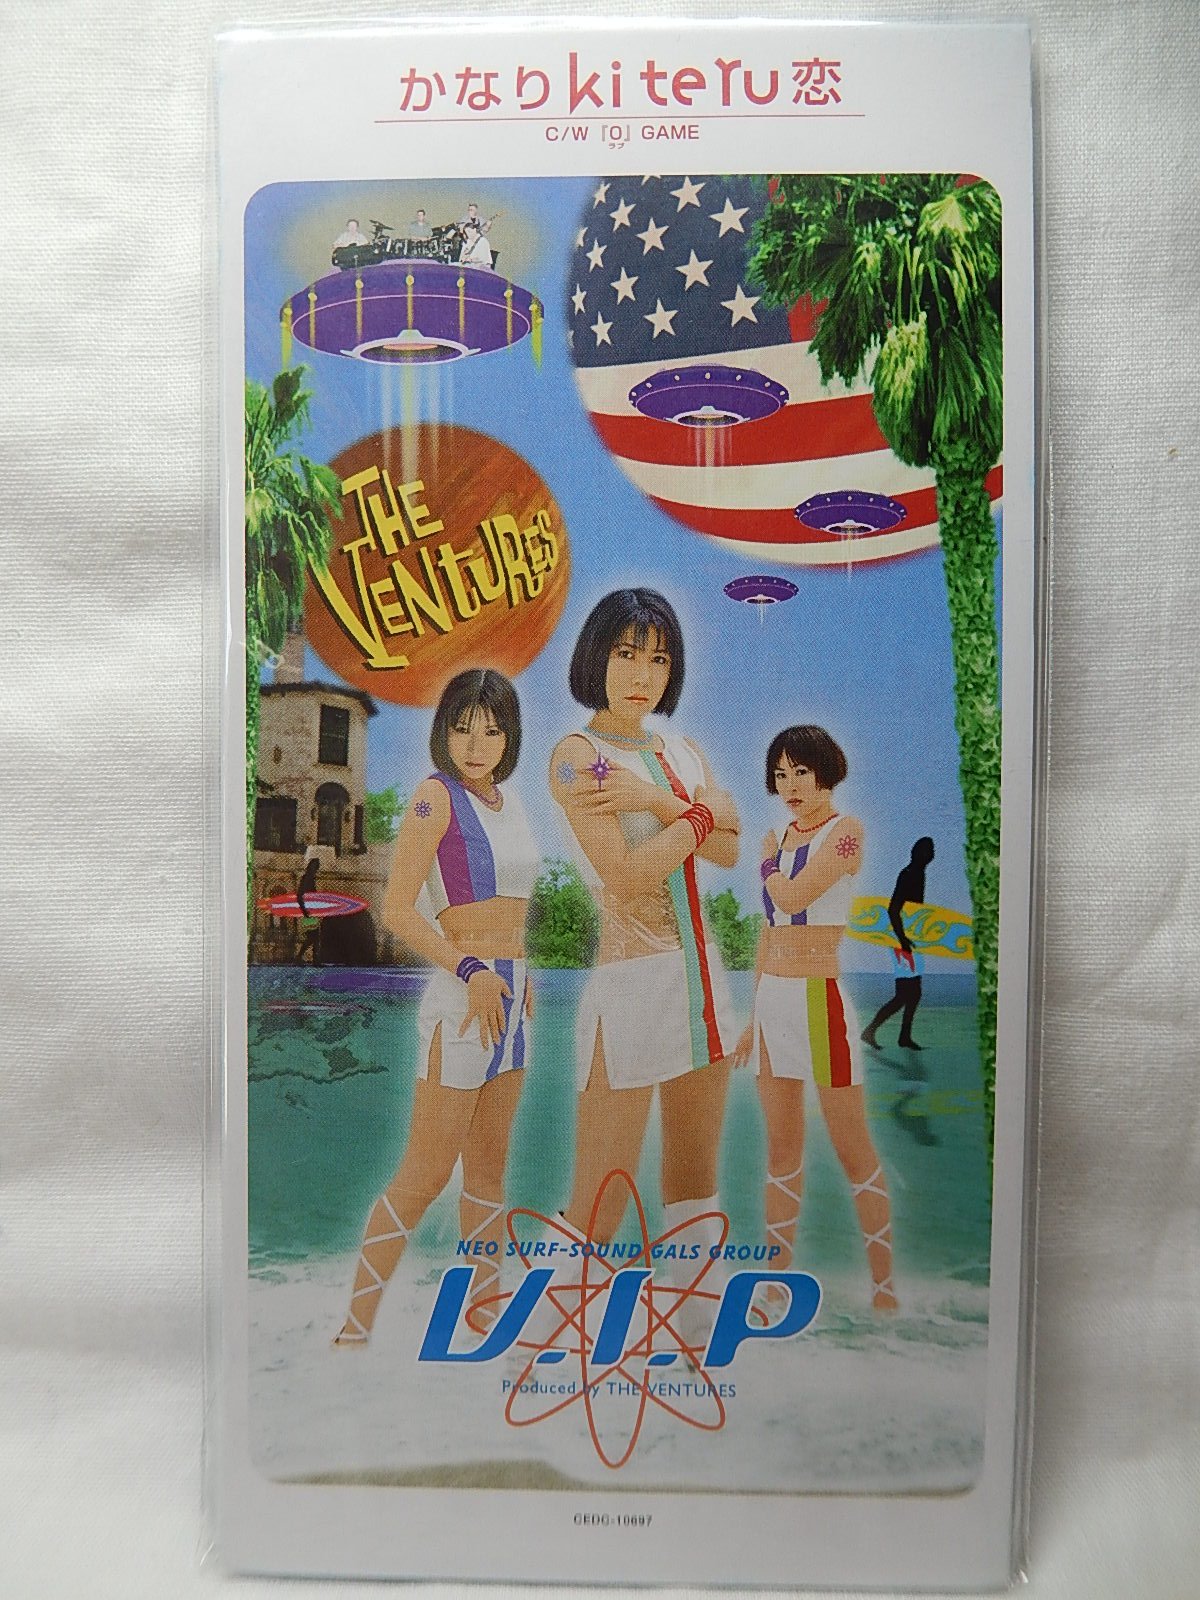 かなりkiteru恋
C/W 『0』 GAME
ラブ
THE
VENTURES
NEO SURF-SOUND GALS GROUP
V.I.P
Produced by THE VENTURES
CEDC-10697